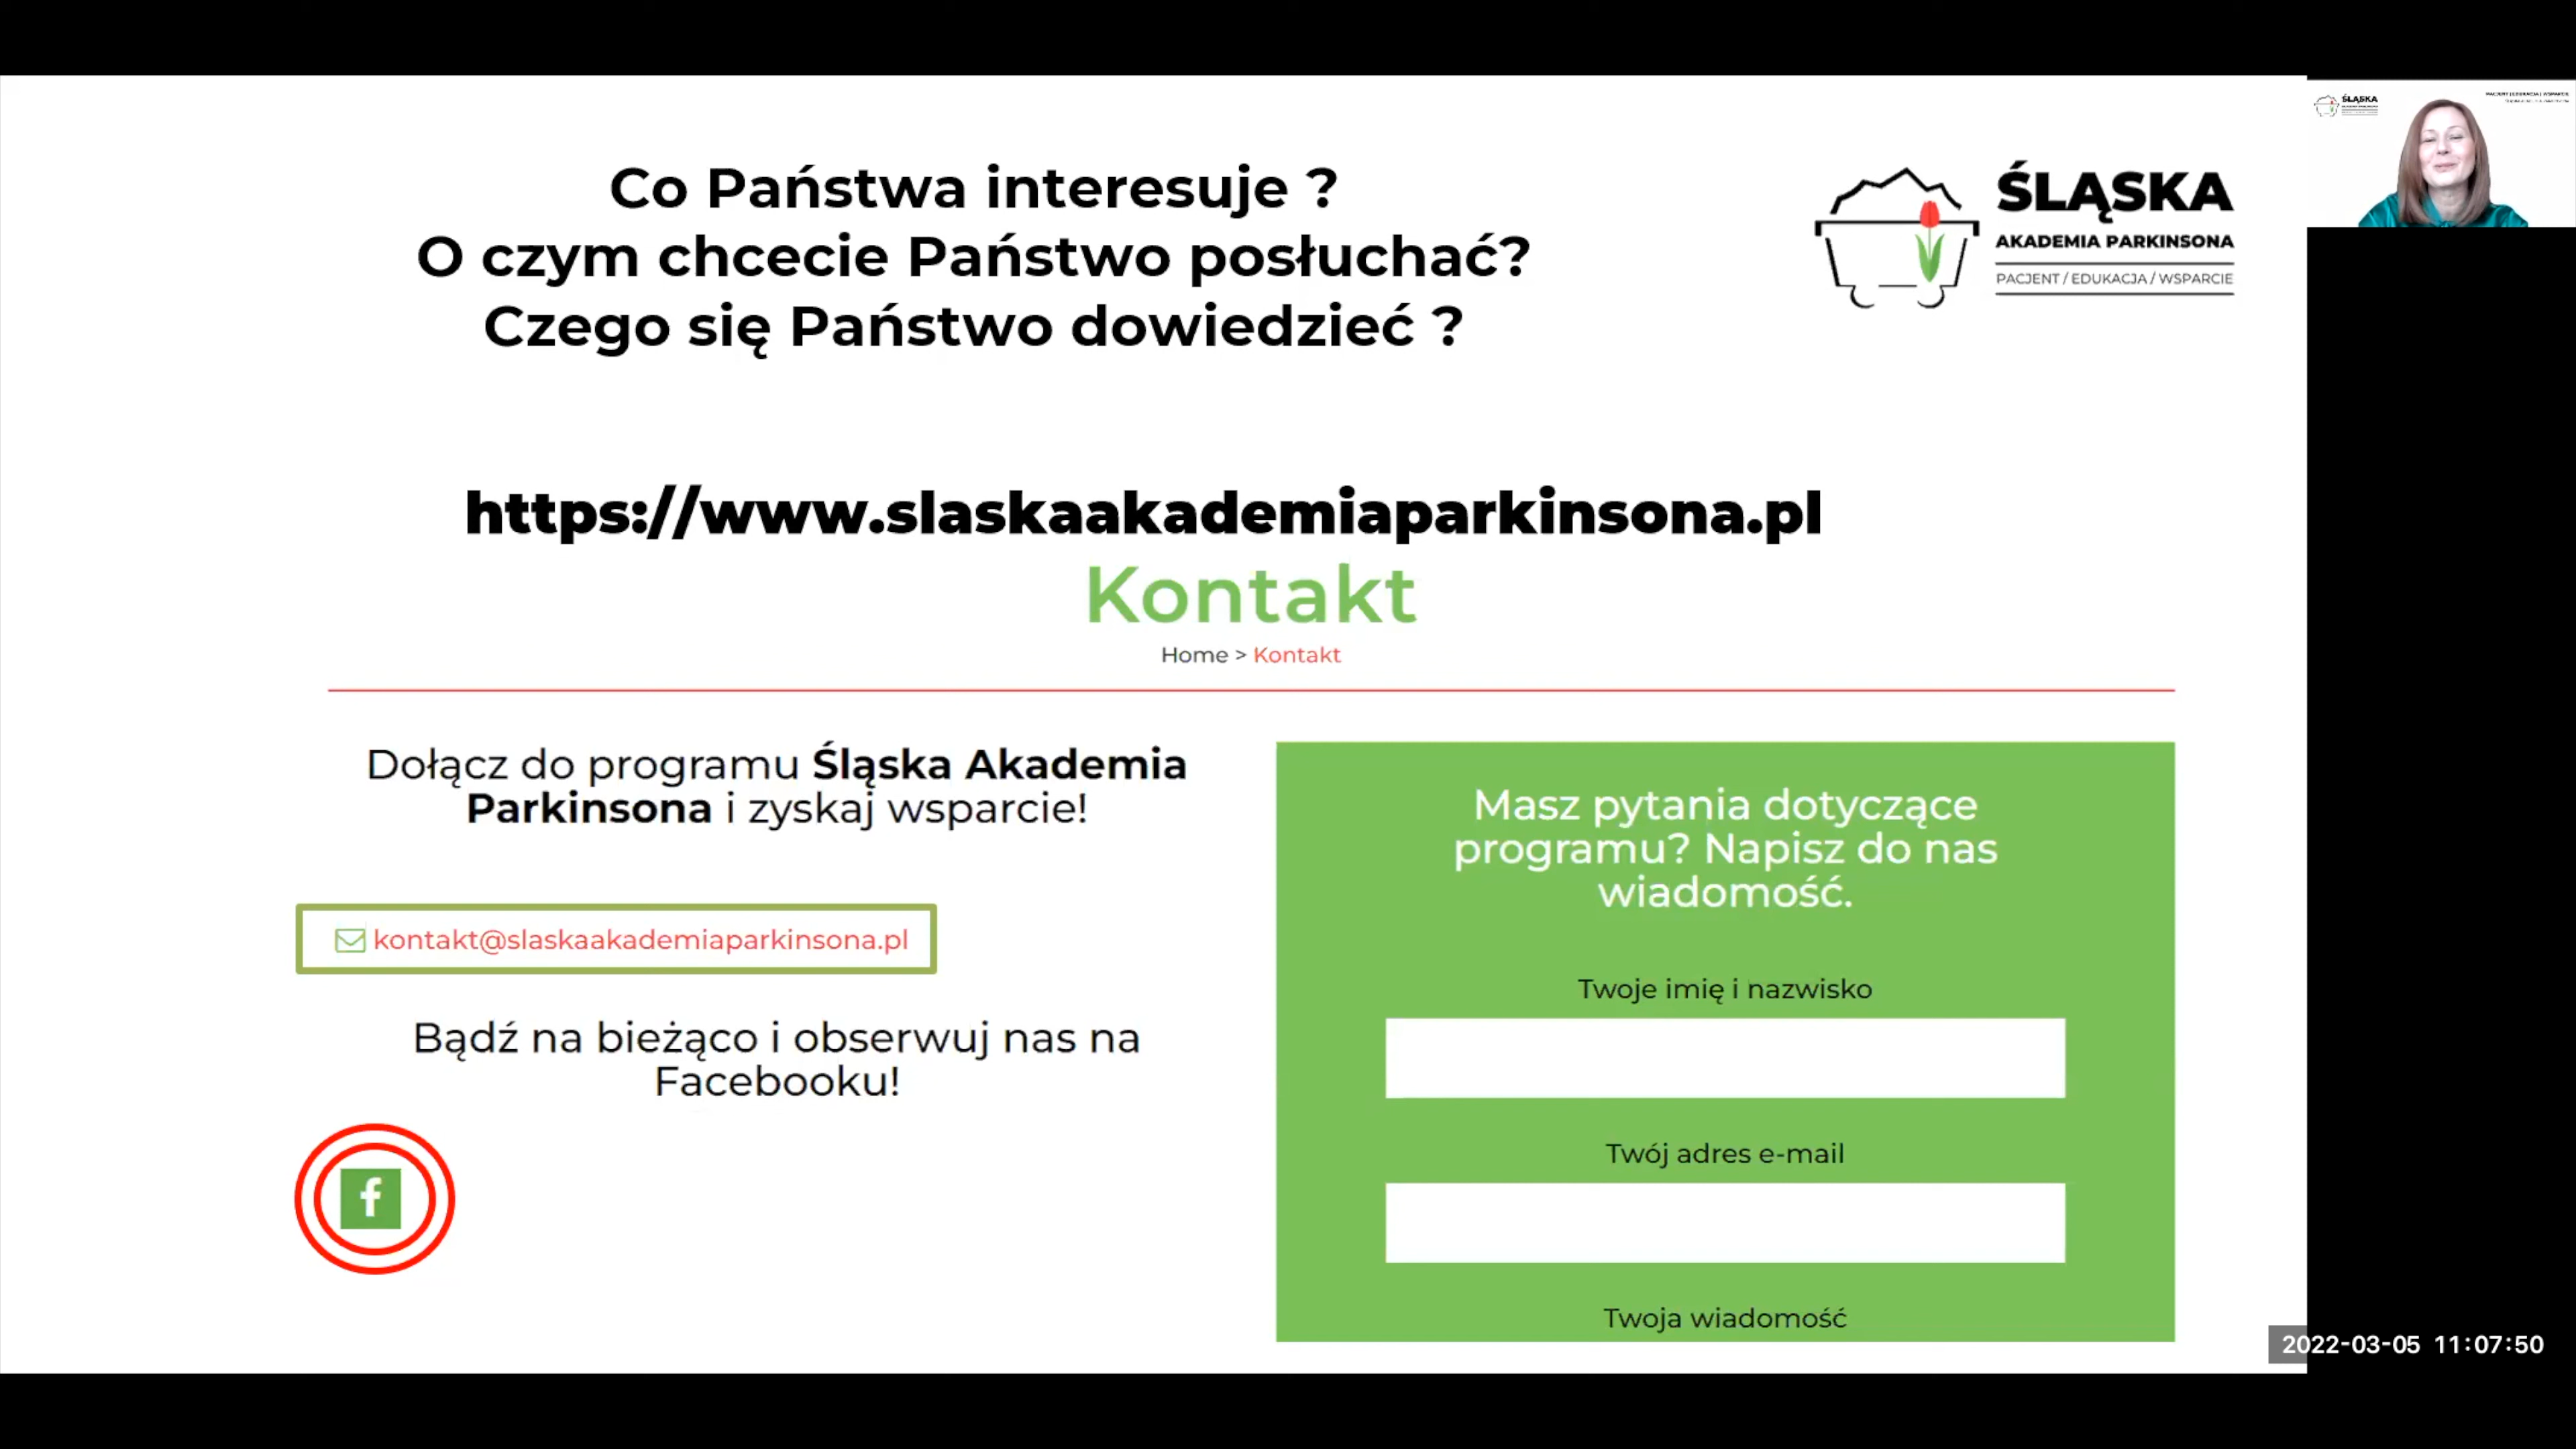 Co Państwa interesuje ?
O czym chcecie Państwo posłuchać?
Czego się Państwo dowiedzieć ?
ŚLĄSKA
AKADEMIA PARKINSONA
PACJENT / EDUKACJA / WSPARCIE
ŚLĄSKA
https://www.slaskaakademiaparkinsona.pl
Kontakt
Home > Kontakt
Dołącz do programu Śląska Akademia
Parkinsona i zyskaj wsparcie!
kontakt@slaskaakademiaparkinsona.pl
Bądź na bieżąco i obserwuj nas na
Facebooku!
f
Masz pytania dotyczące
programu? Napisz do nas
wiadomość.
Twoje imię i nazwisko
Twój adres e-mail
Twoja wiadomość
2022-03-05 11:07:50